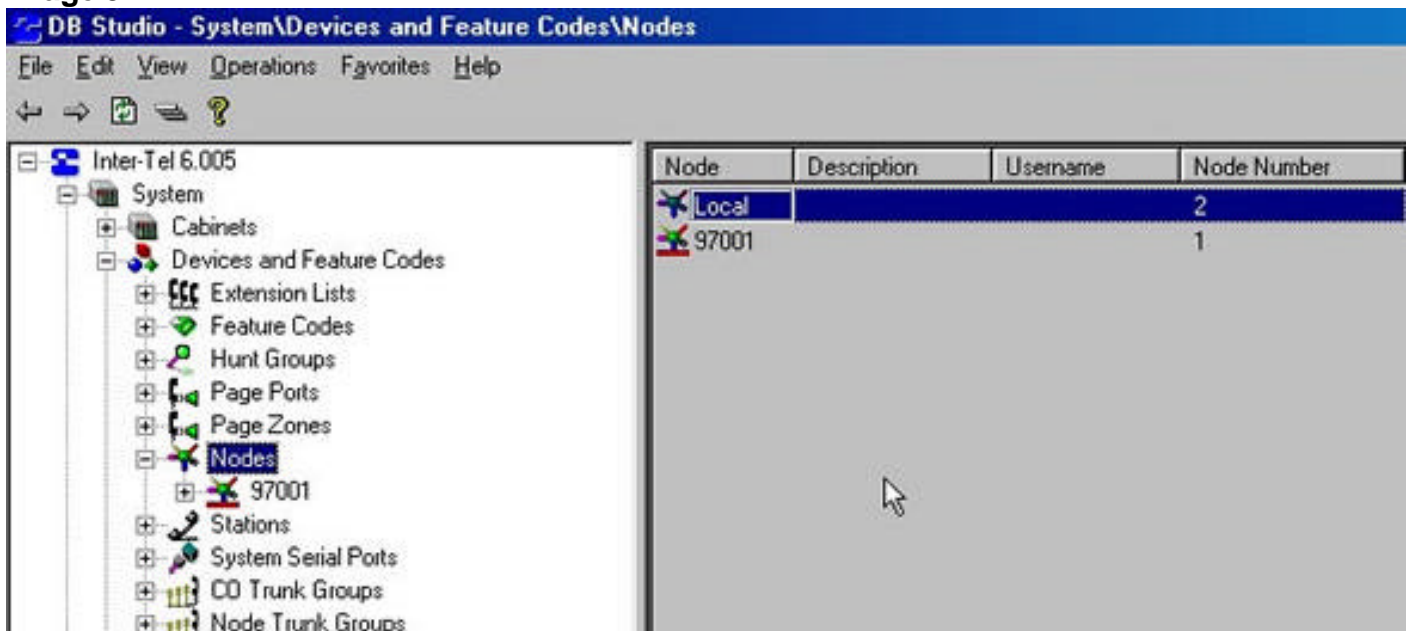 DB Studio - System\Devices and Feature Codes\Nodes
File Edit View Operations Favorites Help
Inter-Tel 6.005
System
Cabinets
Devices and Feature Codes
Extension Lists
Feature Codes
Hunt Groups
Page Ports
Page Zones
Nodes
97001
Stations
System Serial Ports
CO Trunk Groups
Node Trunk Groups
Node Description Username Node Number
Local 2
97001 1